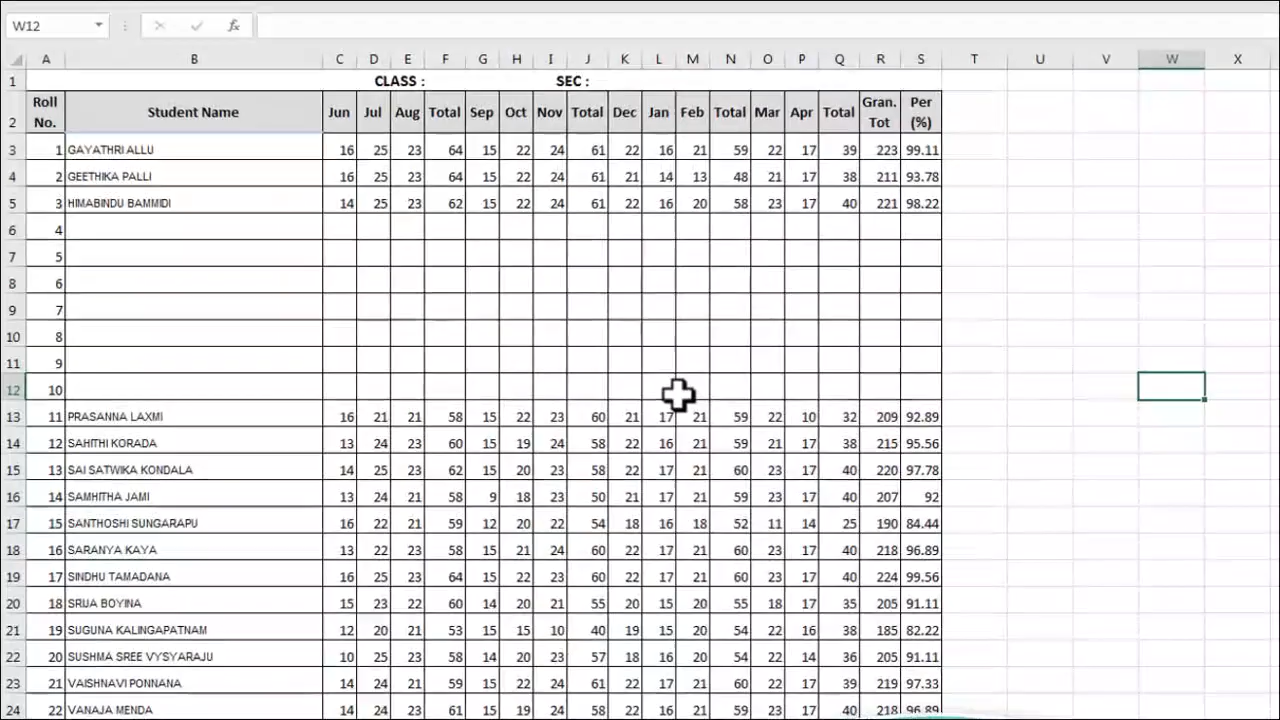 W12 fx
A B C D E F G H I J K L M N O P Q R S T U V W X
1 CLASS : SEC :
2 Roll No. Student Name Jun Jul Aug Total Sep Oct Nov Total Dec Jan Feb Total Mar Apr Total Gran. Tot Per (%)
3 1 GAYATHRI ALLU 16 25 23 64 15 22 24 61 22 16 21 59 22 17 39 223 99.11
4 2 GEETHIKA PALLI 16 25 23 64 15 22 24 61 21 14 13 48 21 17 38 211 93.78
5 3 HIMABINDU BAMMIDI 14 25 23 62 15 22 24 61 22 16 20 58 23 17 40 221 98.22
6 4
7 5
8 6
9 7
10 8
11 9
12 10
13 11 PRASANNA LAXMI 16 21 21 58 15 22 23 60 21 17 21 59 22 10 32 209 92.89
14 12 SAHITHI KORADA 13 24 23 60 15 19 24 58 22 16 21 59 21 17 38 215 95.56
15 13 SAI SATWIKA KONDALA 14 25 23 62 15 20 23 58 22 17 21 60 23 17 40 220 97.78
16 14 SAMHITHA JAMI 13 24 21 58 9 18 23 50 21 17 21 59 23 17 40 207 92
17 15 SANTHOSHI SUNGARAPU 16 22 21 59 12 20 22 54 18 16 18 52 11 14 25 190 84.44
18 16 SARANYA KAYA 13 22 23 58 15 21 24 60 22 17 21 60 23 17 40 218 96.89
19 17 SINDHU TAMADANA 16 25 23 64 15 22 23 60 22 17 21 60 23 17 40 224 99.56
20 18 SRIJA BOYINA 15 23 22 60 14 20 21 55 20 15 20 55 18 17 35 205 91.11
21 19 SUGUNA KALINGAPATNAM 12 20 21 53 15 15 10 40 19 15 20 54 22 16 38 185 82.22
22 20 SUSHMA SREE VYSYARAJU 10 25 23 58 14 20 23 57 18 16 20 54 22 14 36 205 91.11
23 21 VAISHNAVI PONNANA 14 24 21 59 15 22 24 61 22 17 21 60 22 17 39 219 97.33
24 22 VANAJA MENDA 14 24 23 61 15 19 24 58 22 16 21 59 23 17 40 218 96.89